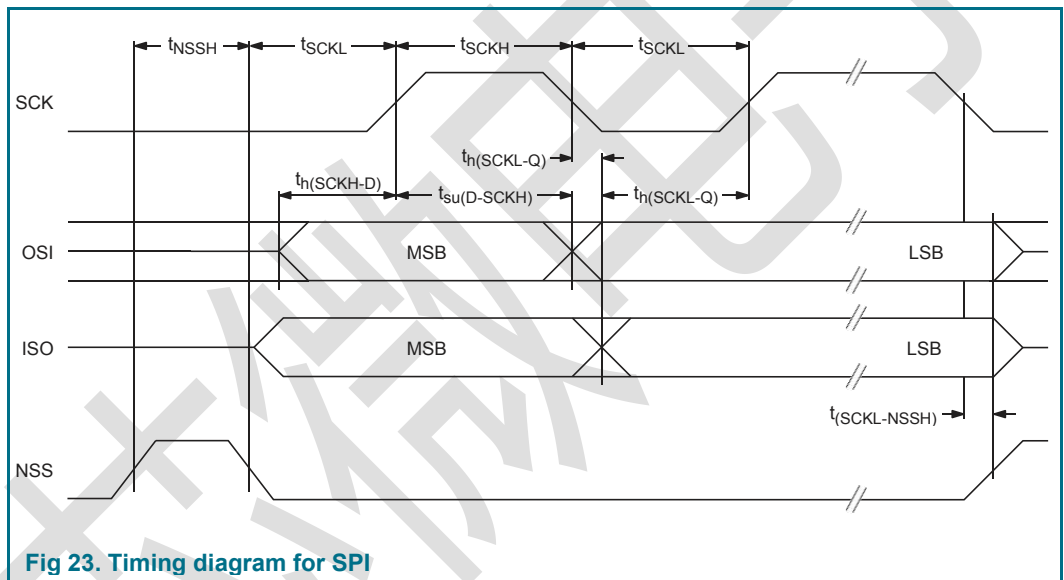 tNSSH tSCKL tSCKH tSCKL
SCK
th(SCKL-Q)
th(SCKH-D) tsu(D-SCKH) th(SCKL-Q)
OSI MSB LSB
ISO MSB LSB
t(SCKL-NSSH)
NSS
Fig 23. Timing diagram for SPI